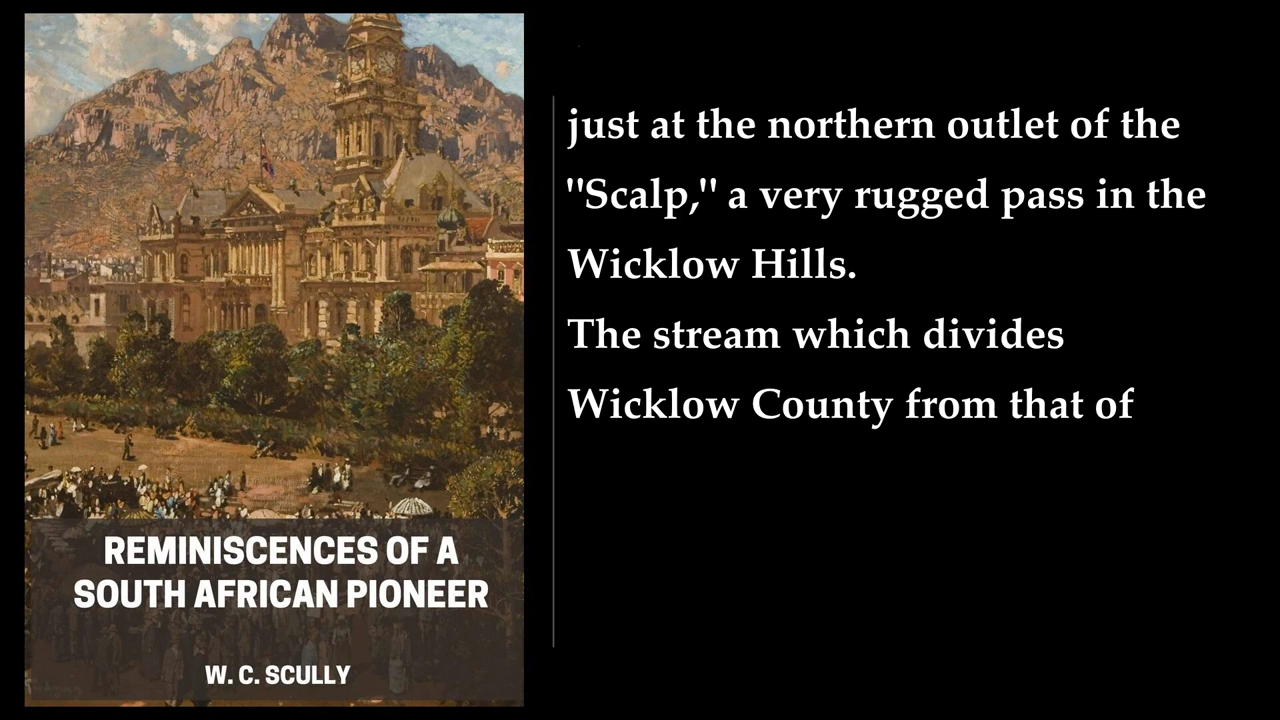 just at the northern outlet of the
"Scalp," a very rugged pass in the
Wicklow Hills.
The stream which divides
Wicklow County from that of
REMINISCENCES OF A
SOUTH AFRICAN PIONEER
W. C. SCULLY